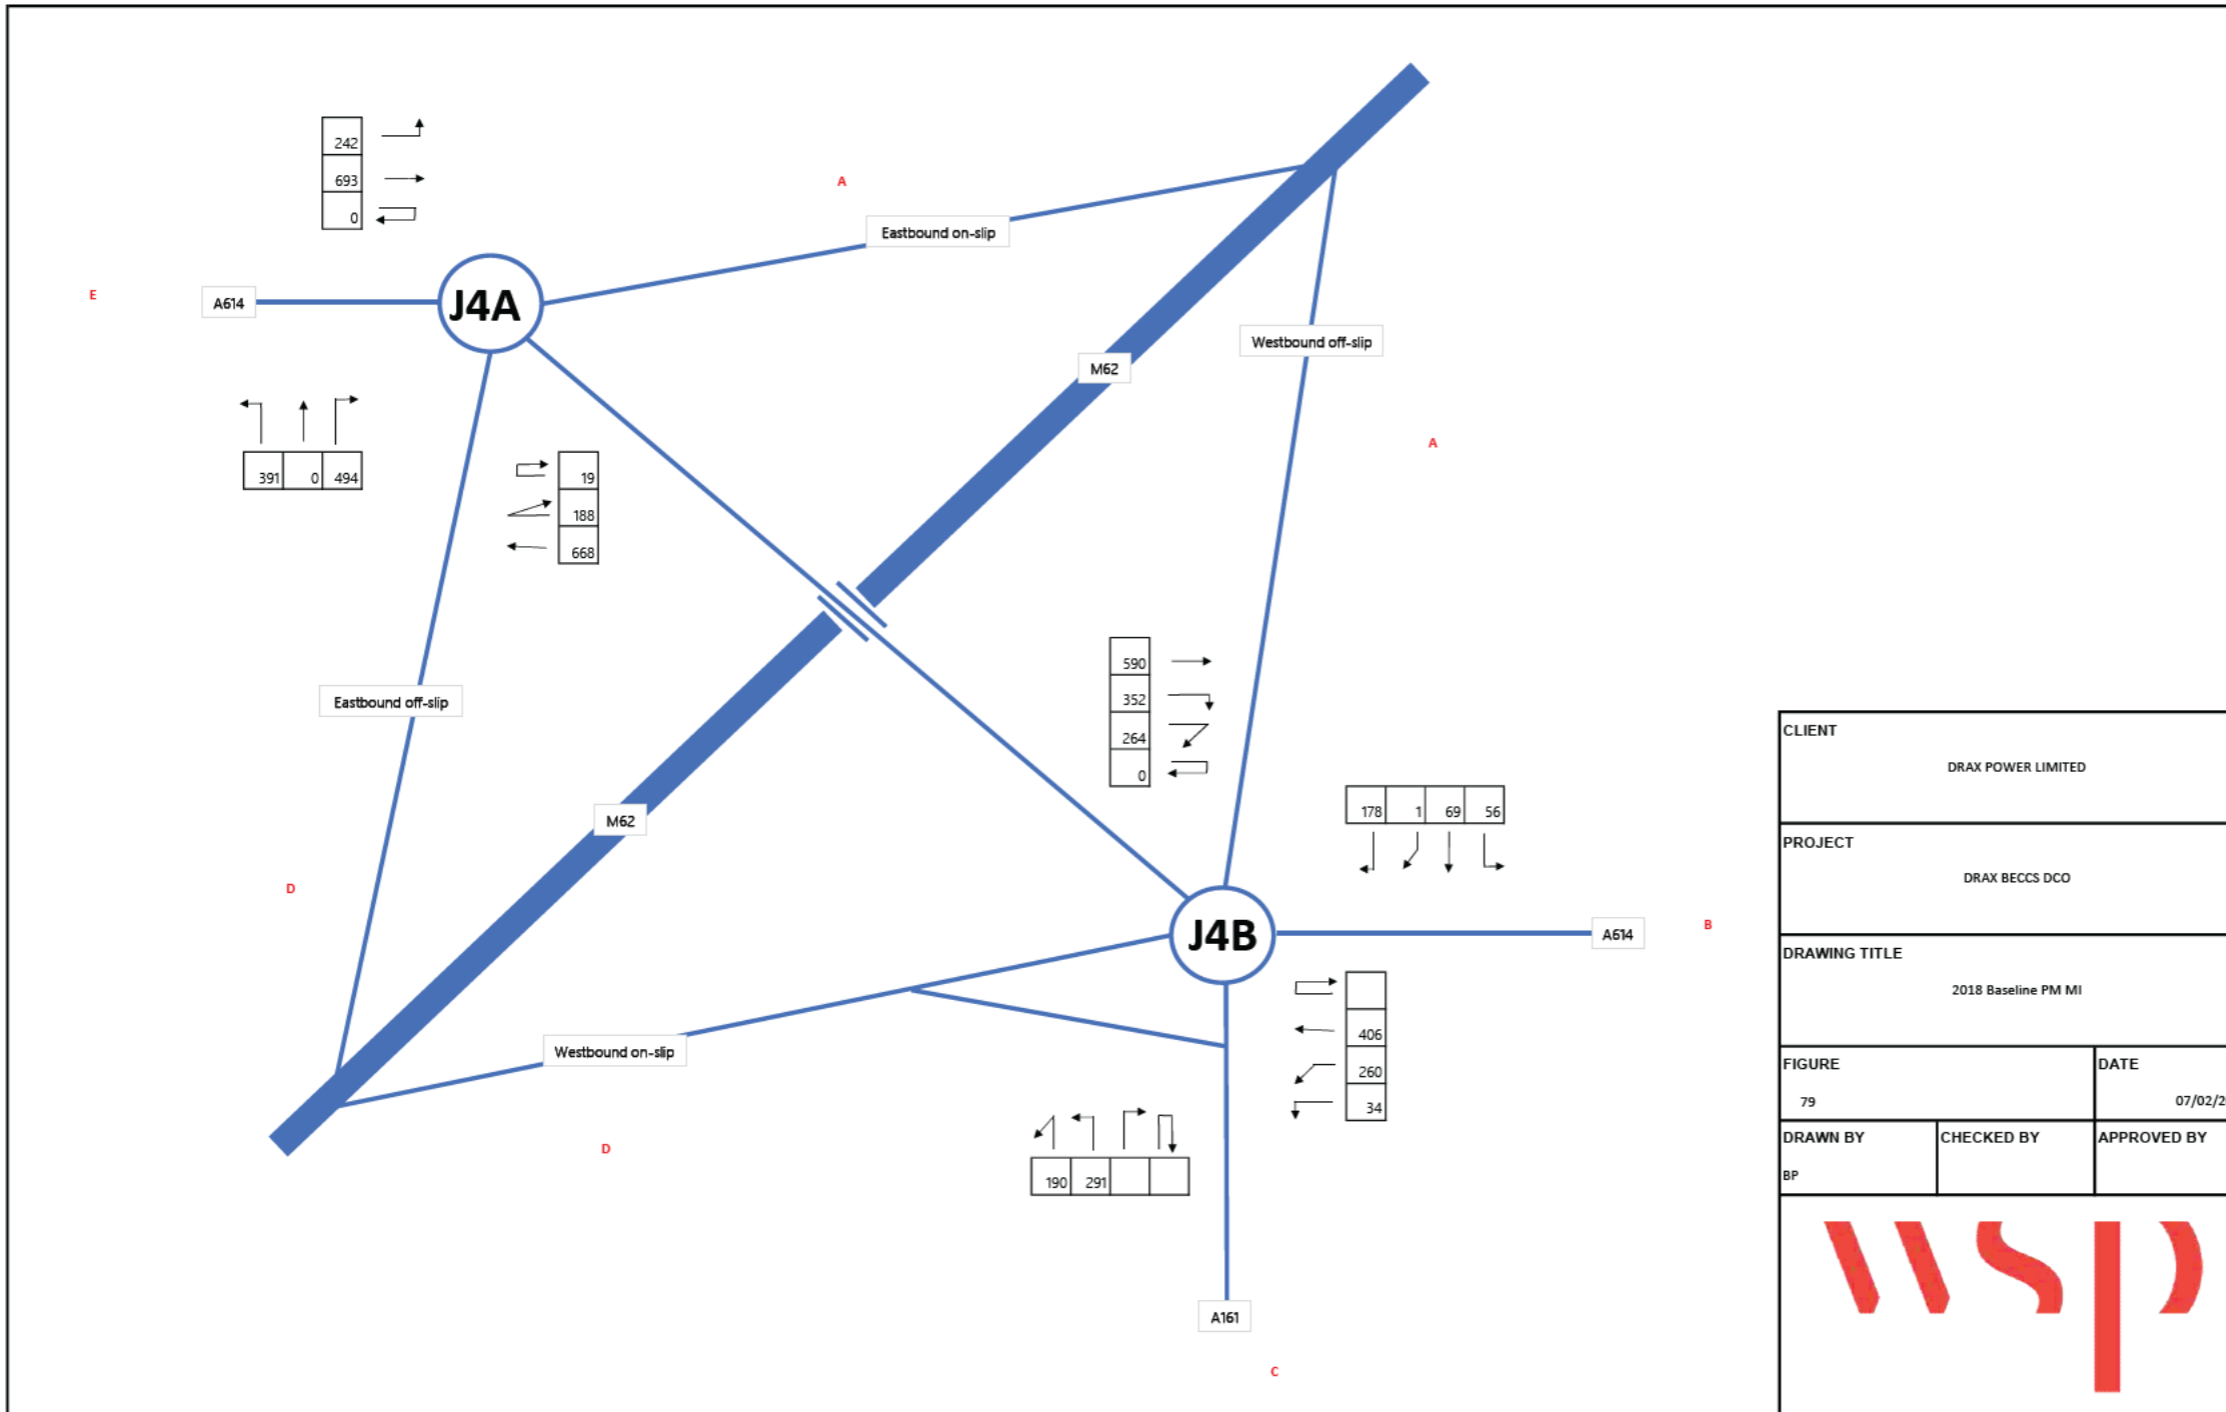 242
693
0
A
Eastbound on-slip
E
A614
J4A
Westbound off-slip
M62
A
391 0 494
19
188
668
590
352
264
0
Eastbound off-slip
178 1 69 56
M62
D
J4B
A614
B
406
260
34
Westbound on-slip
D
190 291
A161
C
CLIENT
DRAX POWER LIMITED
PROJECT
DRAX BECCS DCO
DRAWING TITLE
2018 Baseline PM MI
FIGURE
79
DATE
07/02/2
DRAWN BY
BP
CHECKED BY
APPROVED BY
wsp